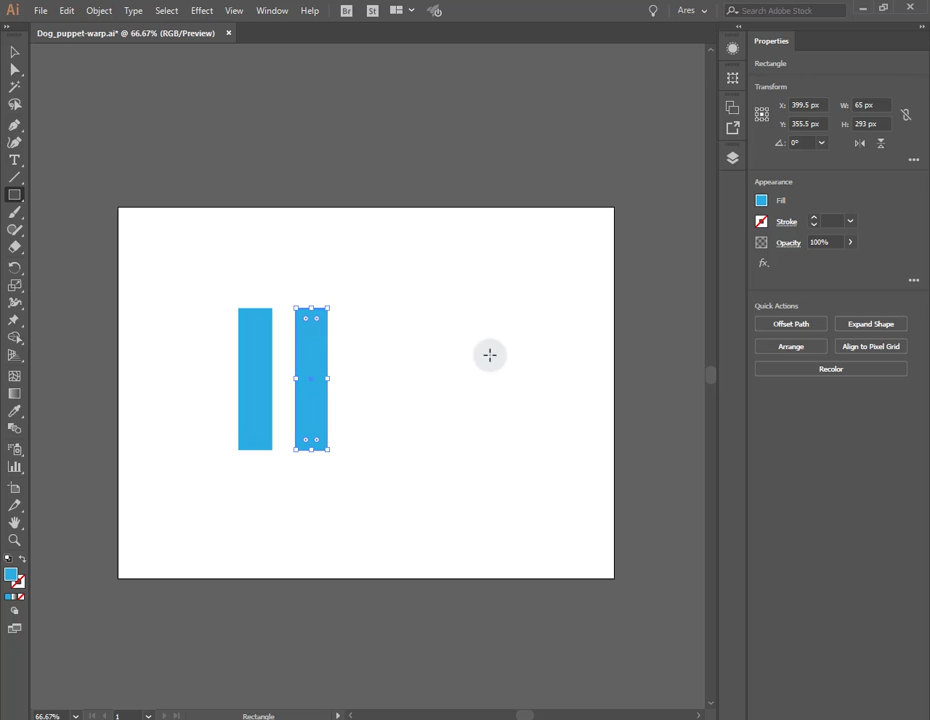 Ai File Edit Object Type Select Effect View Window Help Br St Ares Search Adobe Stock
Dog_puppet-warp.ai* @ 66.67% (RGB/Preview)
Properties
Rectangle
Transform
X: 399.5 px W: 65 px
Y: 355.5 px H: 293 px
0°
Appearance
Fill
Stroke
Opacity 100%
fx.
Quick Actions
Offset Path Expand Shape
Arrange Align to Pixel Grid
Recolor
T
66.67% 1 Rectangle